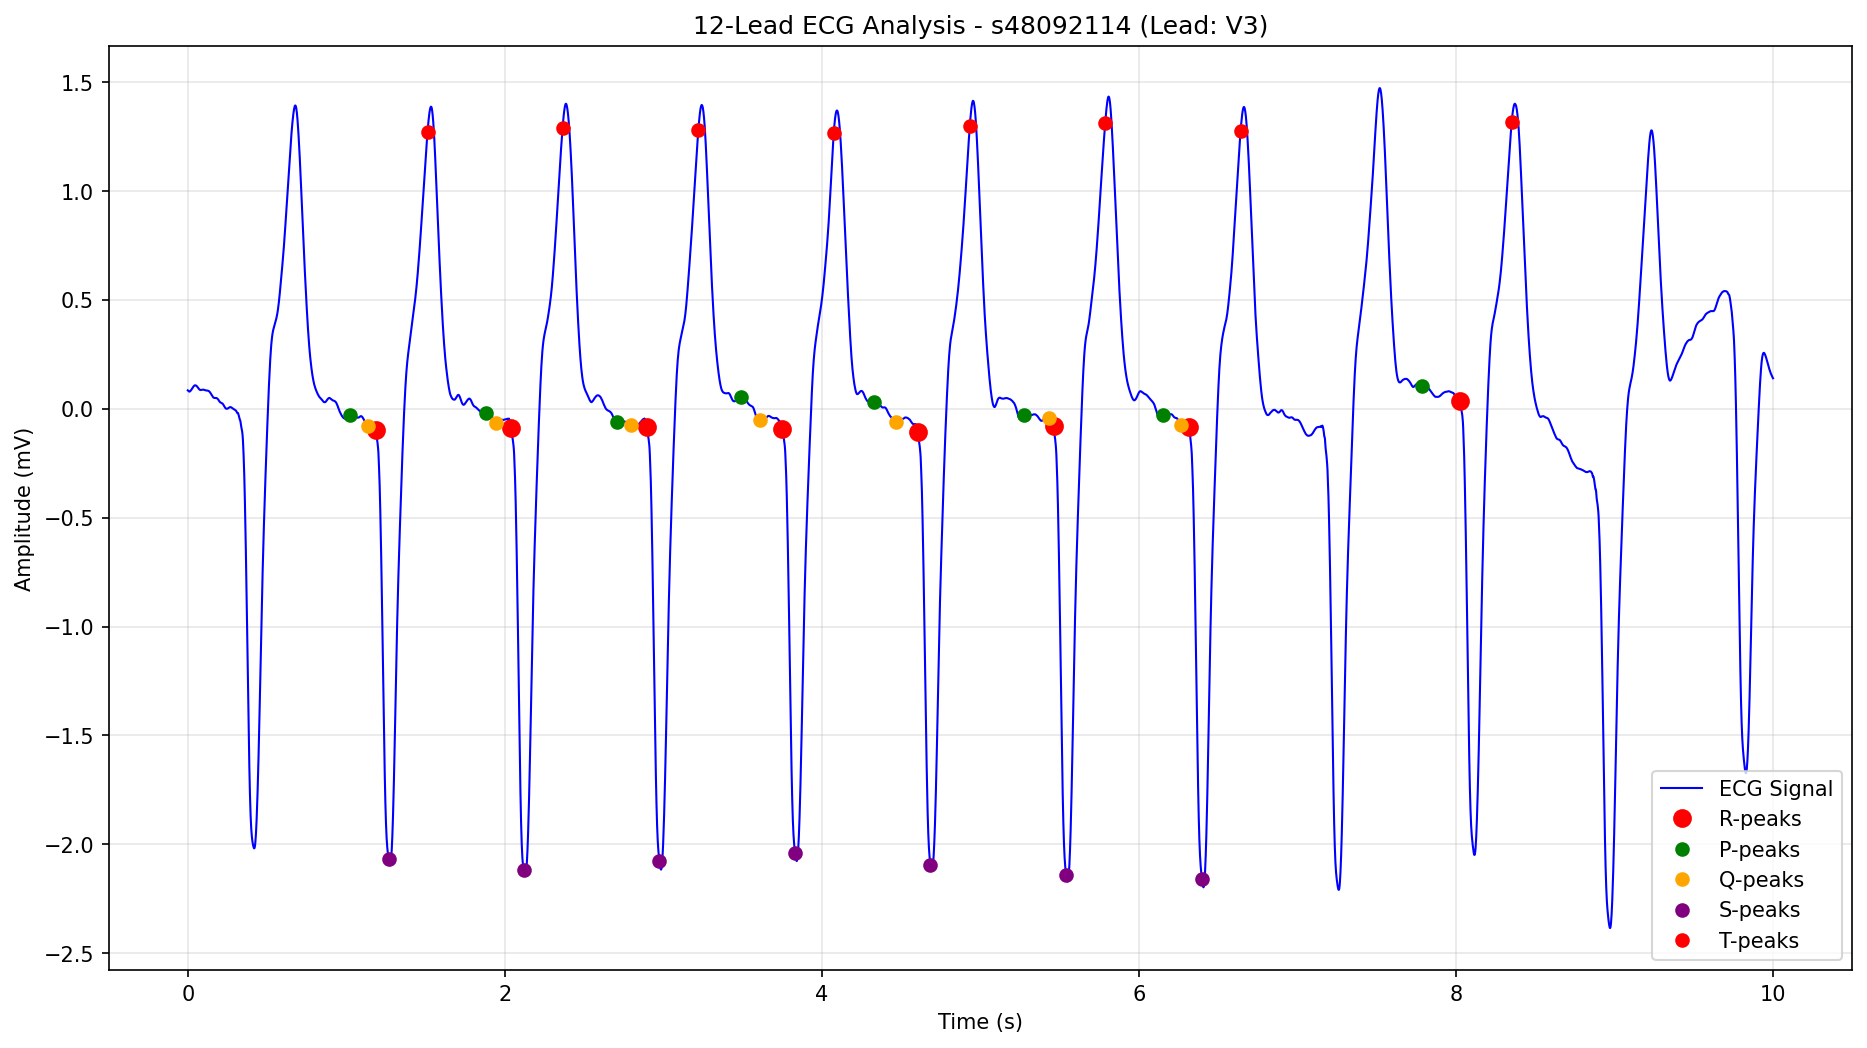 12-Lead ECG Analysis - s48092114 (Lead: V3)
1.5
1.0
0.5
0.0
−0.5
−1.0
−1.5
−2.0
−2.5
Amplitude (mV)
0 2 4 6 8 10
Time (s)
ECG Signal
R-peaks
P-peaks
Q-peaks
S-peaks
T-peaks